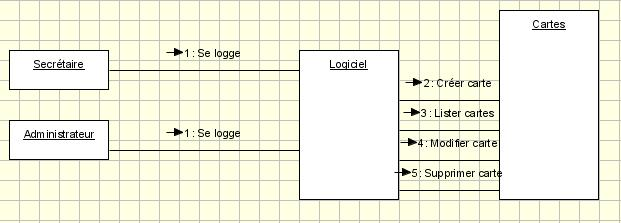 Cartes
1 : Se logge
Secrétaire
Logiciel
2 : Créer carte
3 : Lister cartes
1 : Se logge
Administrateur
4 : Modifier carte
5 : Supprimer carte